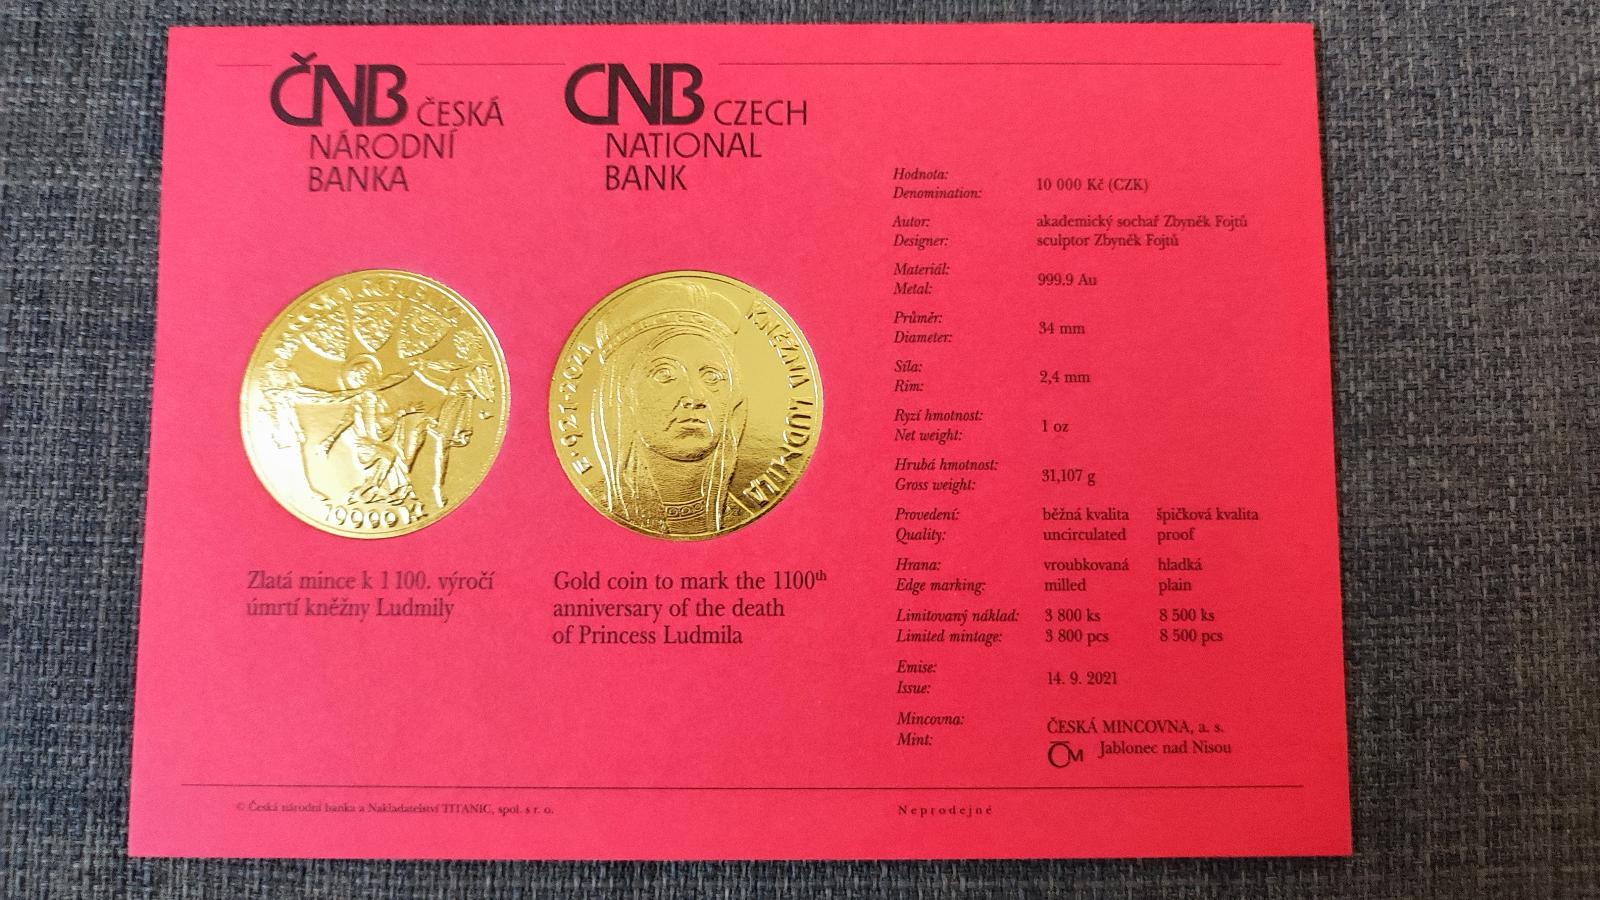 ČNB ČESKÁ
NÁRODNÍ
BANKA
CNB CZECH
NATIONAL
BANK
E·921-2021
KNĚŽNA LUDMILA
10000 Kč
Zlatá mince k 1 100. výročí
úmrtí kněžny Ludmily
Gold coin to mark the 1100th
anniversary of the death
of Princess Ludmila
Hodnota:
Denomination:
10 000 Kč (CZK)
Autor:
Designer:
akademický sochař Zbyněk Fojtů
sculptor Zbyněk Fojtů
Materiál:
Metal:
999.9 Au
Průměr:
Diameter:
34 mm
Síla:
Rim:
2,4 mm
Ryzí hmotnost:
Net weight:
1 oz
Hrubá hmotnost:
Gross weight:
31,107 g
Provedení:
Quality:
běžná kvalita špičková kvalita
uncirculated proof
Hrana:
Edge marking:
vroubkovaná hladká
milled plain
Limitovaný náklad:
Limited mintage:
3 800 ks 8 500 ks
3 800 pcs 8 500 pcs
Emise:
Issue:
14. 9. 2021
Mincovna:
Mint:
ČESKÁ MINCOVNA, a. s.
ČM Jablonec nad Nisou
© Česká národní banka a Nakladatelství TITANIC, spol. s r. o.
Neprodejné